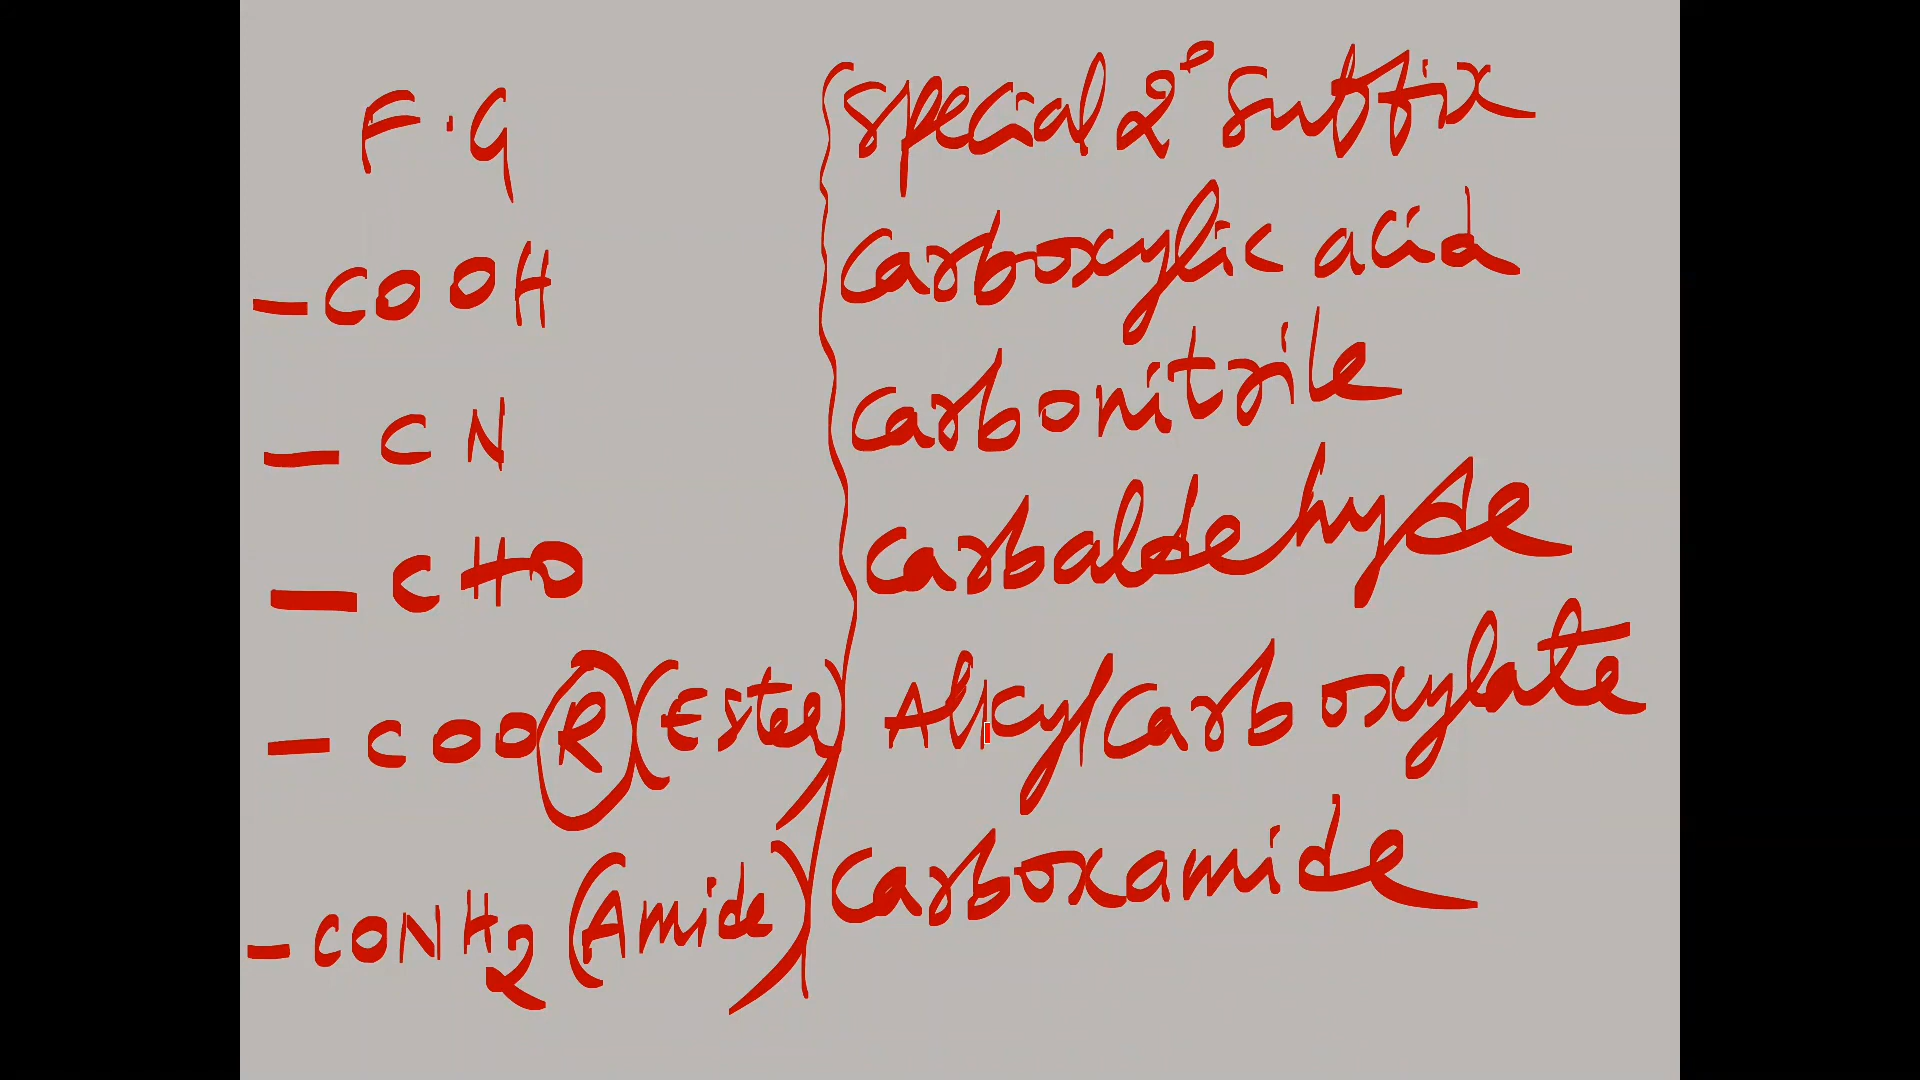 F.G special 2° suffix
-COOH carboxylic acid
- CN carbonitrile
- CHO carbaldehyde
- COOR (Ester) Alkyl carboxylate
- CONH2 (Amide) carboxamide